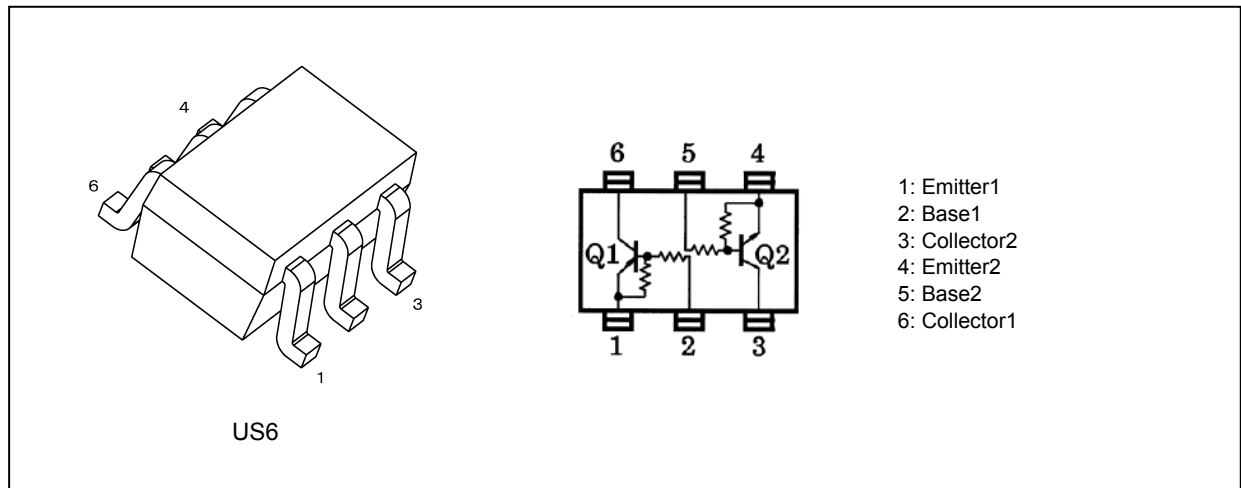 4
6
3
1
US6
6 5 4
Q1 Q2
1 2 3
1: Emitter1
2: Base1
3: Collector2
4: Emitter2
5: Base2
6: Collector1